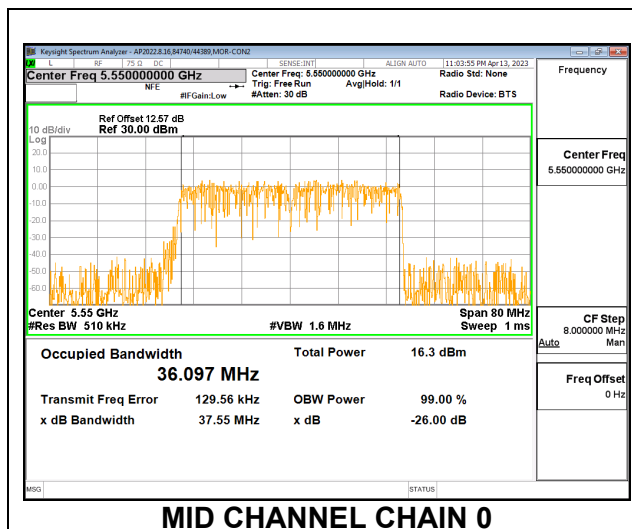 Keysight Spectrum Analyzer - AP2022.8.16,84740/44389,MOR-CON2
L RF 75 Ω DC SENSE:INT ALIGN AUTO 11:03:55 PM Apr 13, 2023
Center Freq 5.550000000 GHz Center Freq: 5.550000000 GHz Radio Std: None Frequency
NFE Trig: Free Run Avg|Hold: 1/1
#IFGain:Low #Atten: 30 dB Radio Device: BTS
Ref Offset 12.57 dB
10 dB/div Ref 30.00 dBm
Log
20.0
10.0
0.00
-10.0
-20.0
-30.0
-40.0
-50.0
-60.0
Center Freq
5.550000000 GHz
Center 5.55 GHz Span 80 MHz
#Res BW 510 kHz #VBW 1.6 MHz Sweep 1 ms
CF Step
8.000000 MHz
Auto Man
Occupied Bandwidth Total Power 16.3 dBm
36.097 MHz
Freq Offset
0 Hz
Transmit Freq Error 129.56 kHz OBW Power 99.00 %
x dB Bandwidth 37.55 MHz x dB -26.00 dB
MSG STATUS
MID CHANNEL CHAIN 0